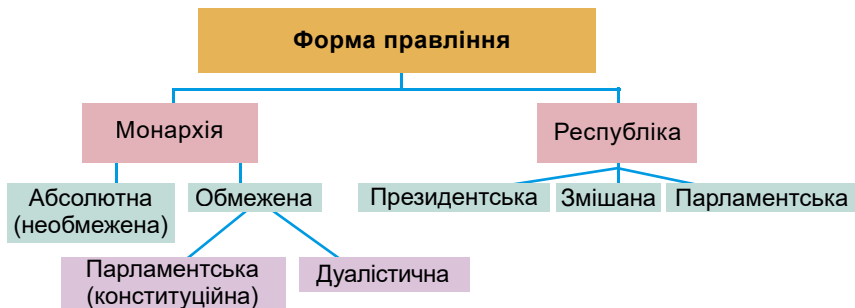 Форма правління
Монархія
Республіка
Абсолютна
(необмежена)
Обмежена
Президентська
Змішана
Парламентська
Парламентська
(конституційна)
Дуалістична